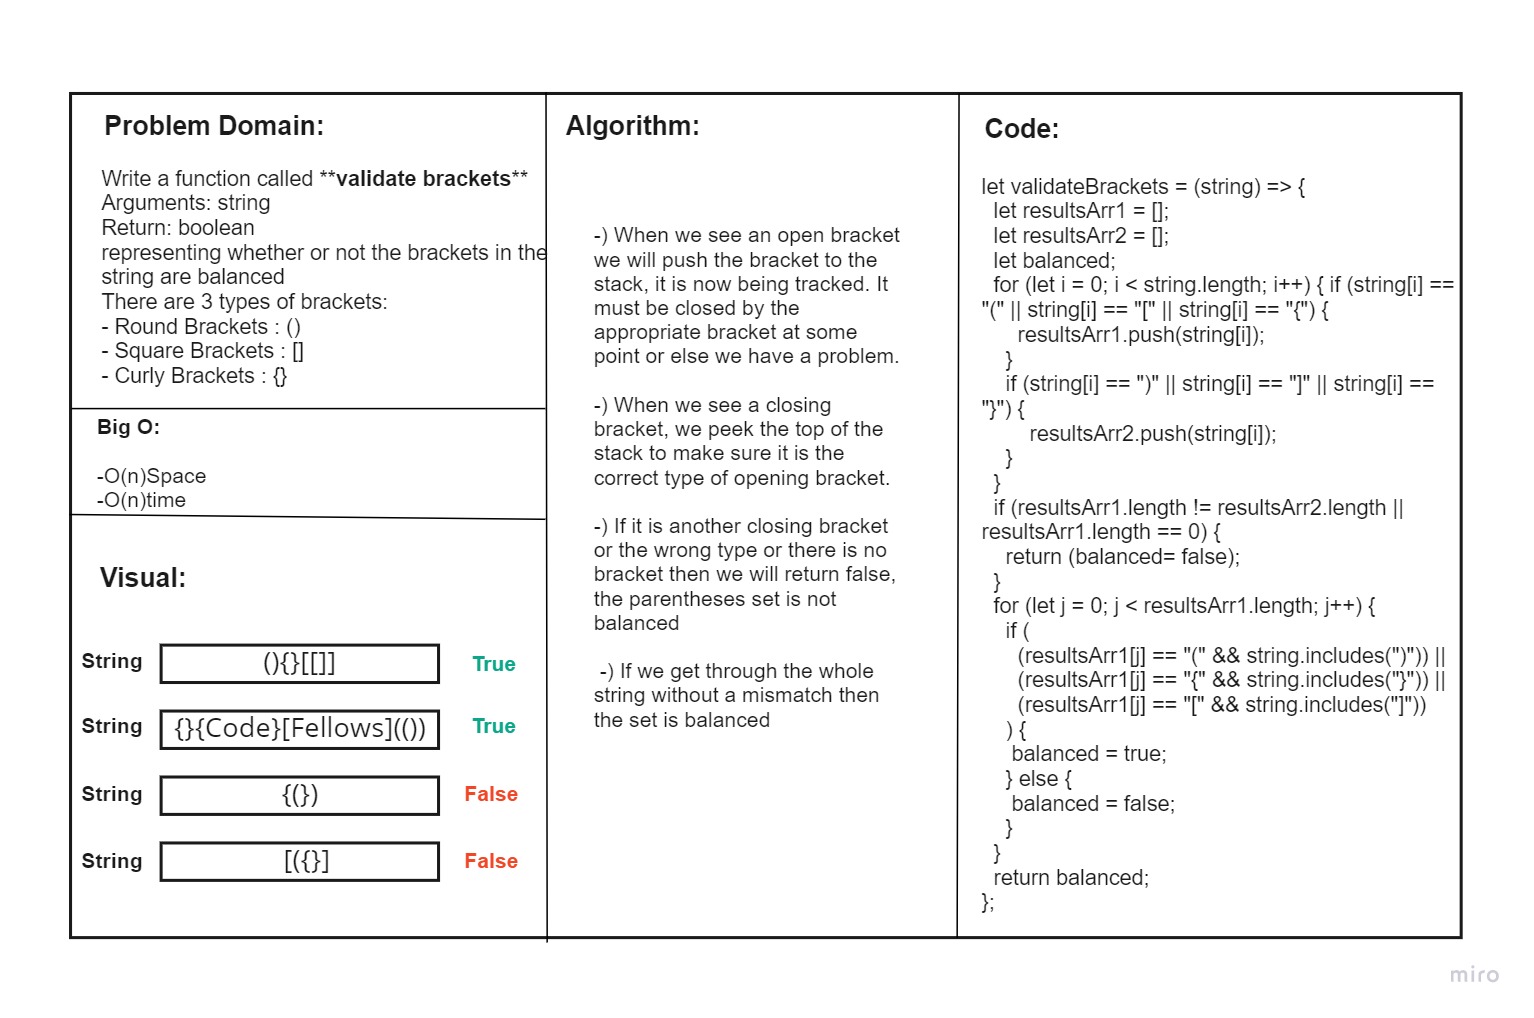 Problem Domain:
Write a function called **validate brackets**
Arguments: string
Return: boolean
representing whether or not the brackets in the
string are balanced
There are 3 types of brackets:
- Round Brackets : ()
- Square Brackets : []
- Curly Brackets : {}
Big O:
-O(n)Space
-O(n)time
Visual:
String (){}[[]] True
String {}{Code}[Fellows](()) True
String {(}) False
String [({}] False
Algorithm:
-) When we see an open bracket
we will push the bracket to the
stack, it is now being tracked. It
must be closed by the
appropriate bracket at some
point or else we have a problem.
-) When we see a closing
bracket, we peek the top of the
stack to make sure it is the
correct type of opening bracket.
-) If it is another closing bracket
or the wrong type or there is no
bracket then we will return false,
the parentheses set is not
balanced
-) If we get through the whole
string without a mismatch then
the set is balanced
Code:
let validateBrackets = (string) => {
let resultsArr1 = [];
let resultsArr2 = [];
let balanced;
for (let i = 0; i < string.length; i++) { if (string[i] ==
"(" || string[i] == "[" || string[i] == "{") {
resultsArr1.push(string[i]);
}
if (string[i] == ")" || string[i] == "]" || string[i] ==
"}") {
resultsArr2.push(string[i]);
}
}
if (resultsArr1.length != resultsArr2.length ||
resultsArr1.length == 0) {
return (balanced= false);
}
for (let j = 0; j < resultsArr1.length; j++) {
if (
(resultsArr1[j] == "(" && string.includes(")")) ||
(resultsArr1[j] == "{" && string.includes("}")) ||
(resultsArr1[j] == "[" && string.includes("]"))
) {
balanced = true;
} else {
balanced = false;
}
}
return balanced;
};
miro